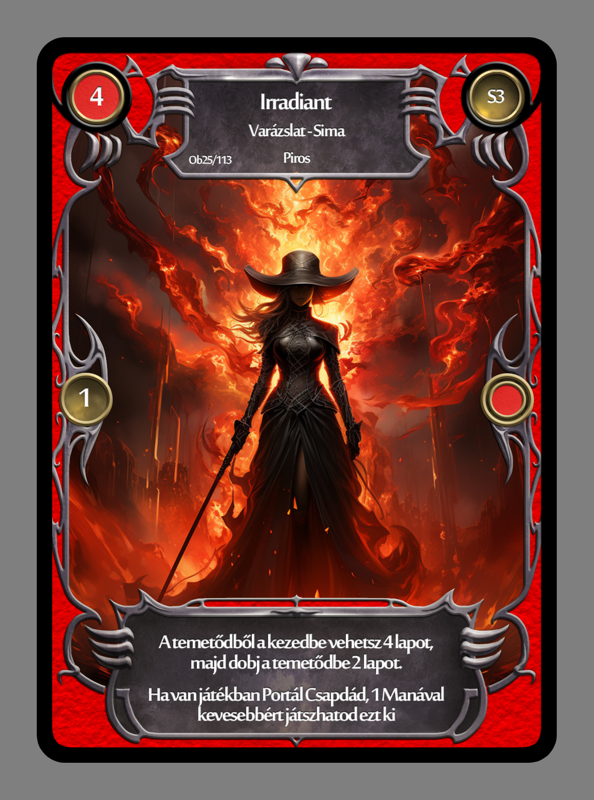 4
Irradiant
S3
Varázslat - Sima
Ob25/113
Piros
1
A temetődből a kezedbe vehetsz 4 lapot,
majd dobj a temetődbe 2 lapot.
Ha van játékban Portál Csapdád, 1 Manával
kevesebbért játszhatod ezt ki